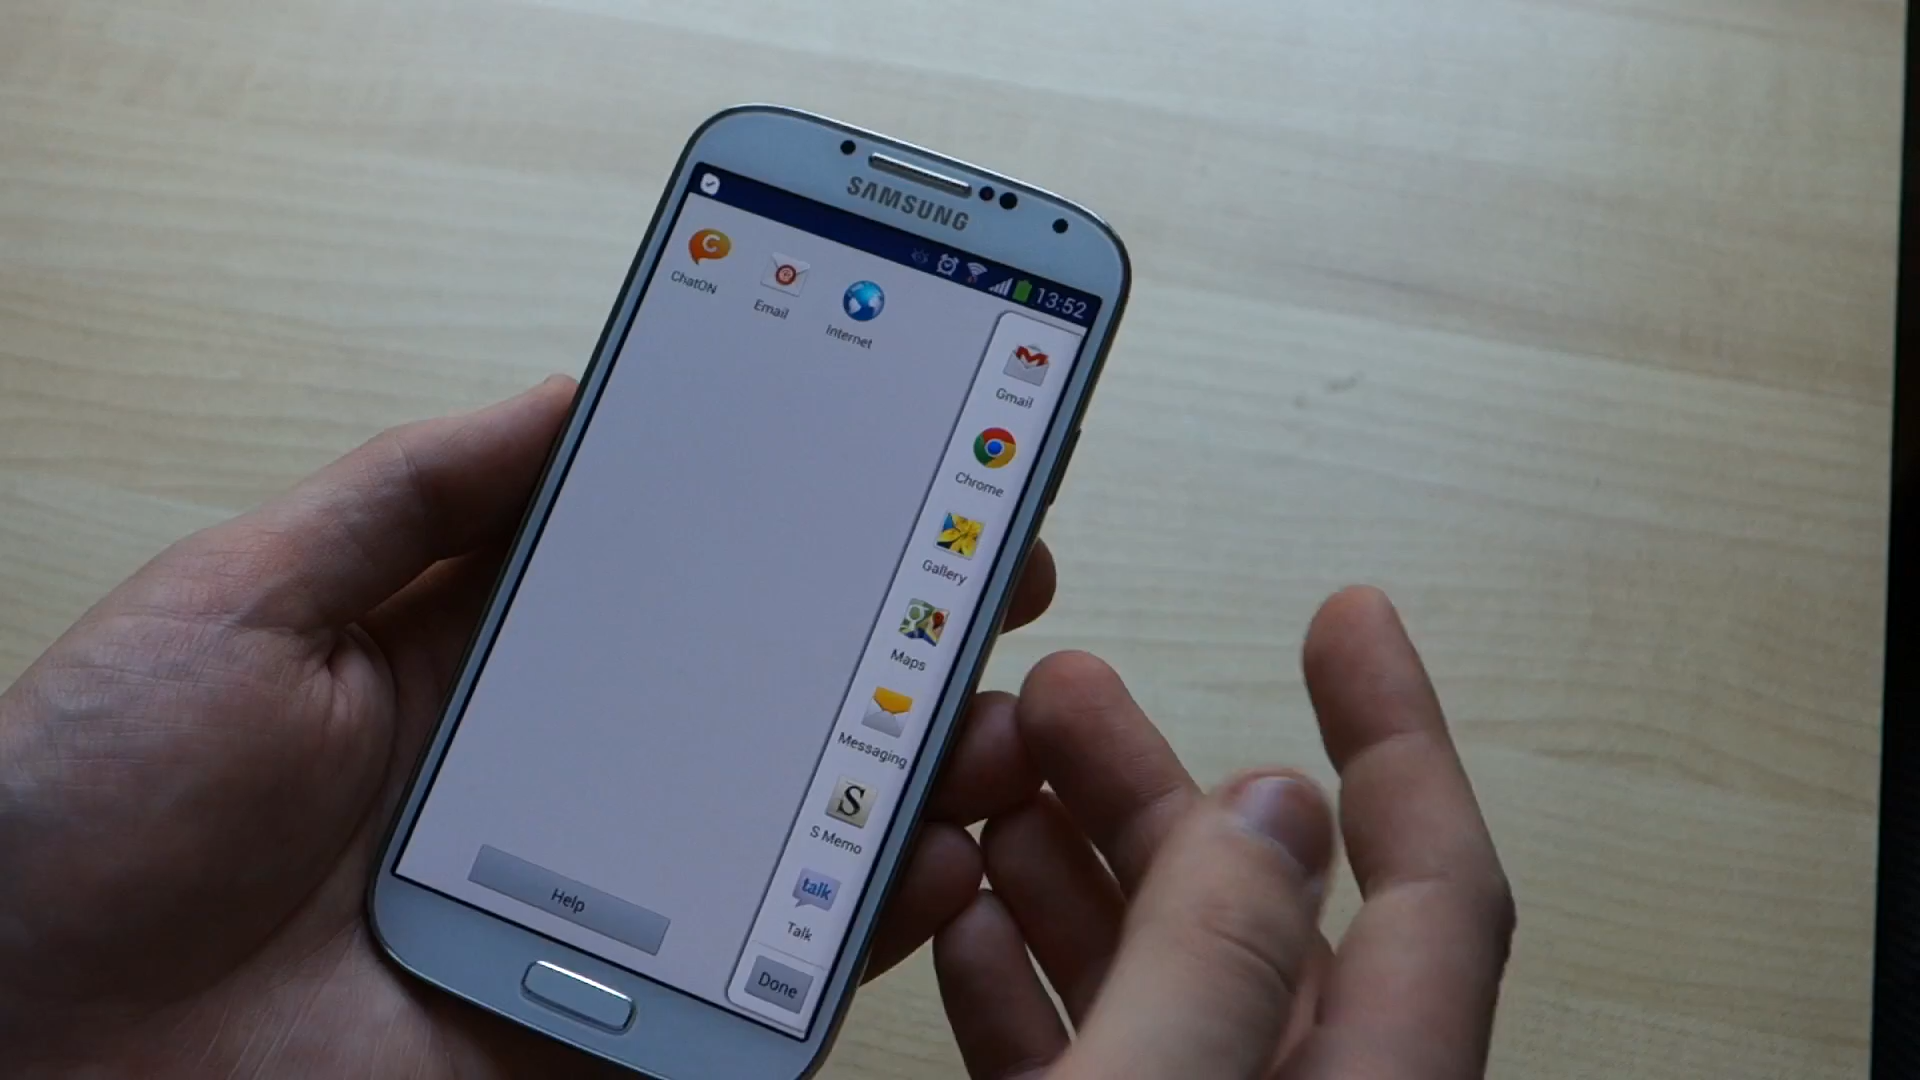 SAMSUNG
13:52
ChatON
Email
Internet
Gmail
Chrome
Gallery
Maps
Messaging
S
S Memo
talk
Talk
Help
Done